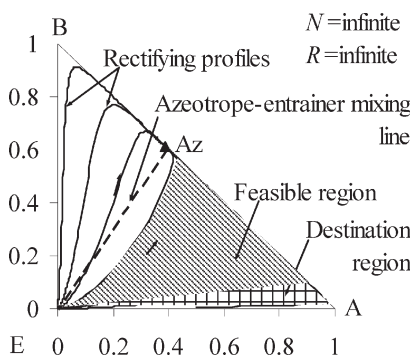 B
N=infinite
R=infinite
1
Rectifying profiles
0.8
Azeotrope-entrainer mixing
line
0.6
Az
0.4
Feasible region
0.2
Destination
region
0
A
E 0 0.2 0.4 0.6 0.8 1